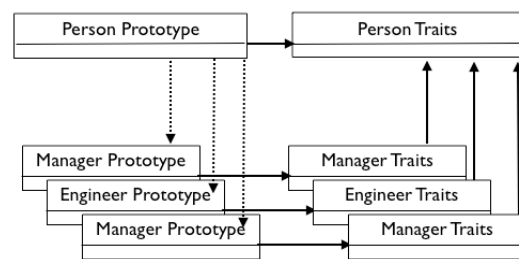 Person Prototype
Person Traits
Manager Prototype
Manager Traits
Engineer Prototype
Engineer Traits
Manager Prototype
Manager Traits